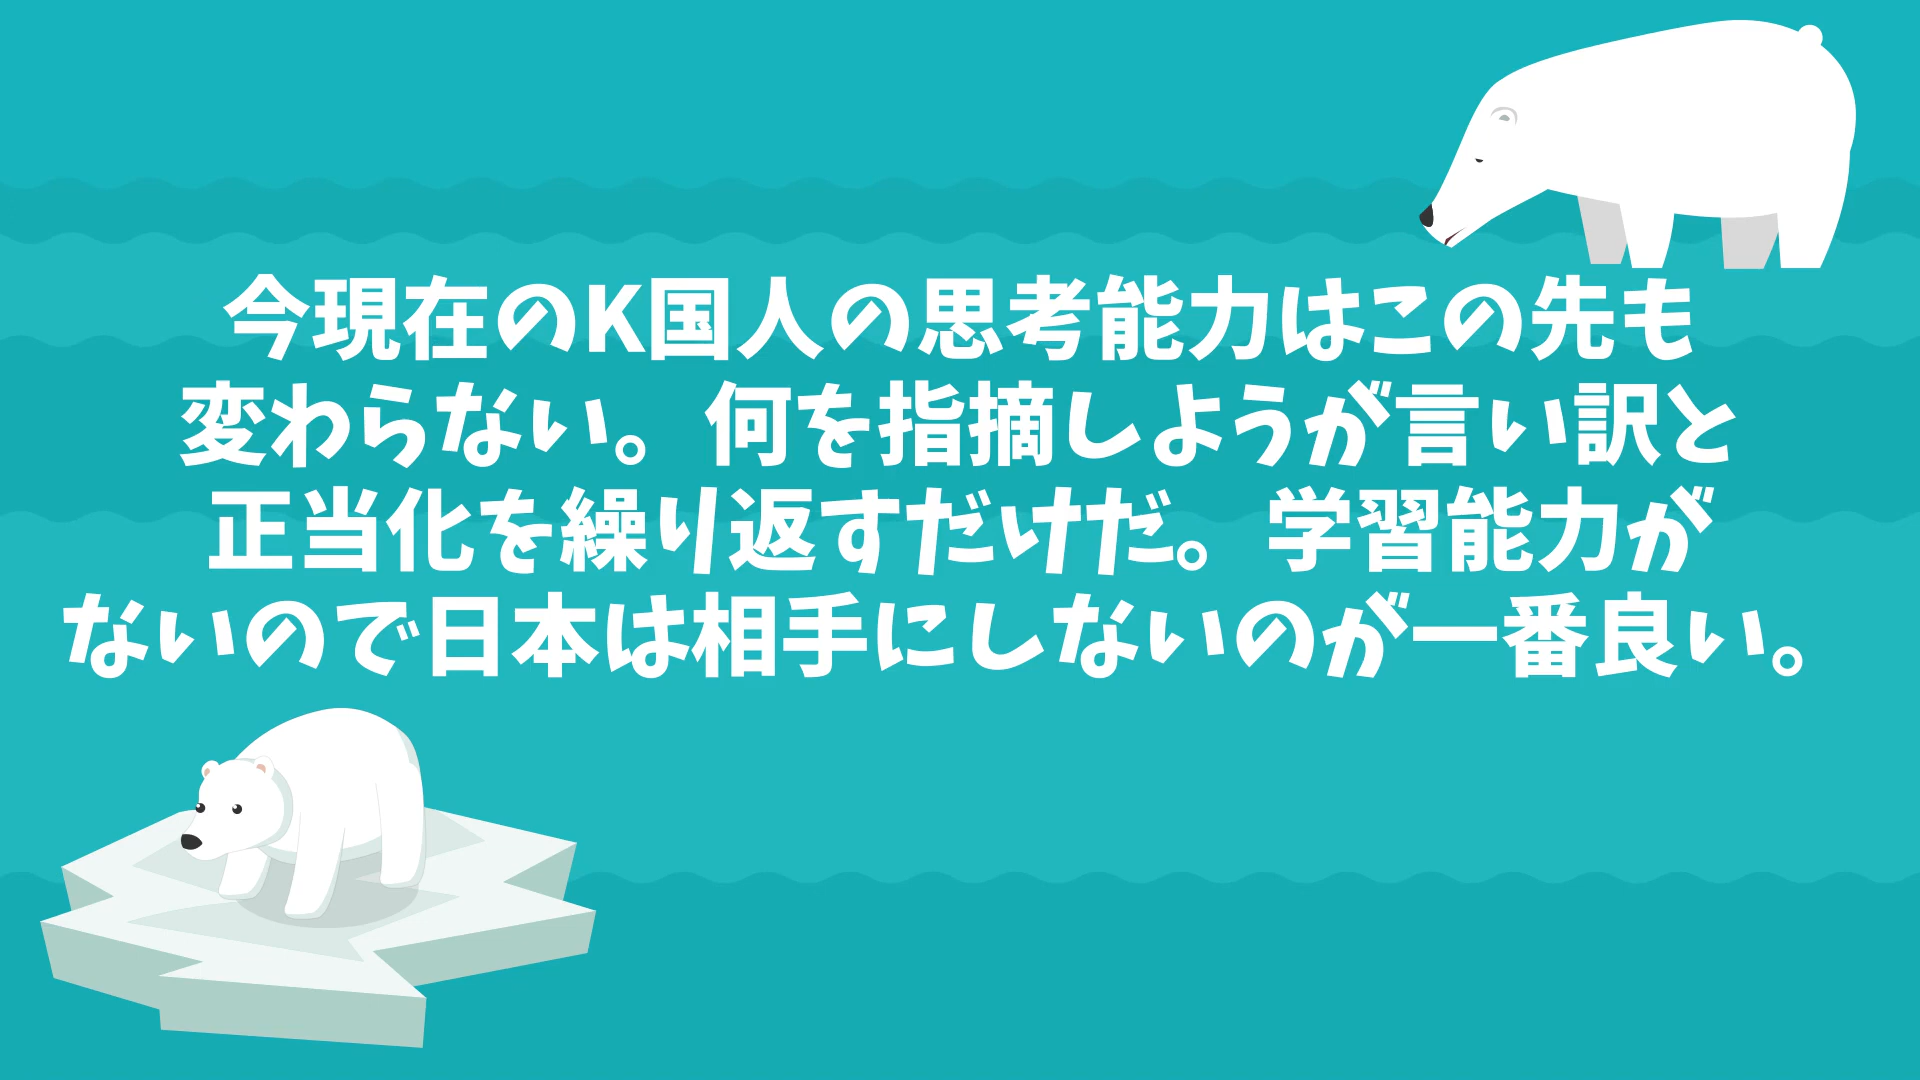 今現在のK国人の思考能力はこの先も
変わらない。何を指摘しようが言い訳と
正当化を繰り返すだけだ。学習能力が
ないので日本は相手にしないのが一番良い。